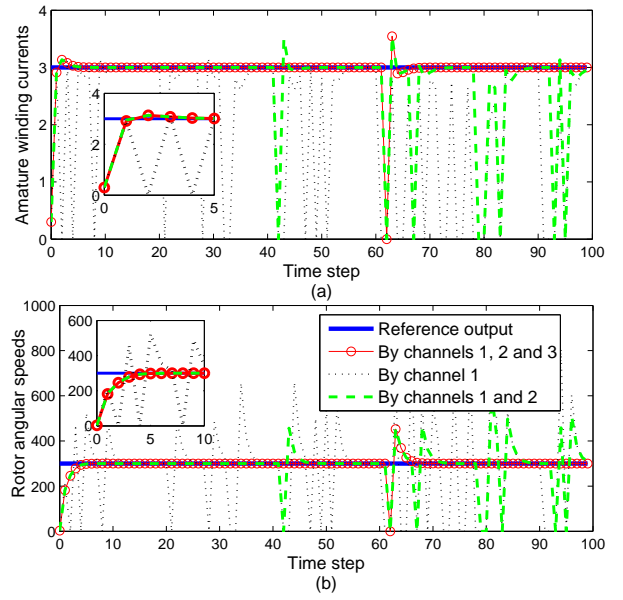 4
3
2
1
0
Amature winding currents
4
2
0
0
5
0 10 20 30 40 50 60 70 80 90 100
Time step
(a)
1000
800
600
400
200
0
Rotor angular speeds
600
400
200
0
0 5 10
Reference output
By channels 1, 2 and 3
By channel 1
By channels 1 and 2
0 10 20 30 40 50 60 70 80 90 100
Time step
(b)